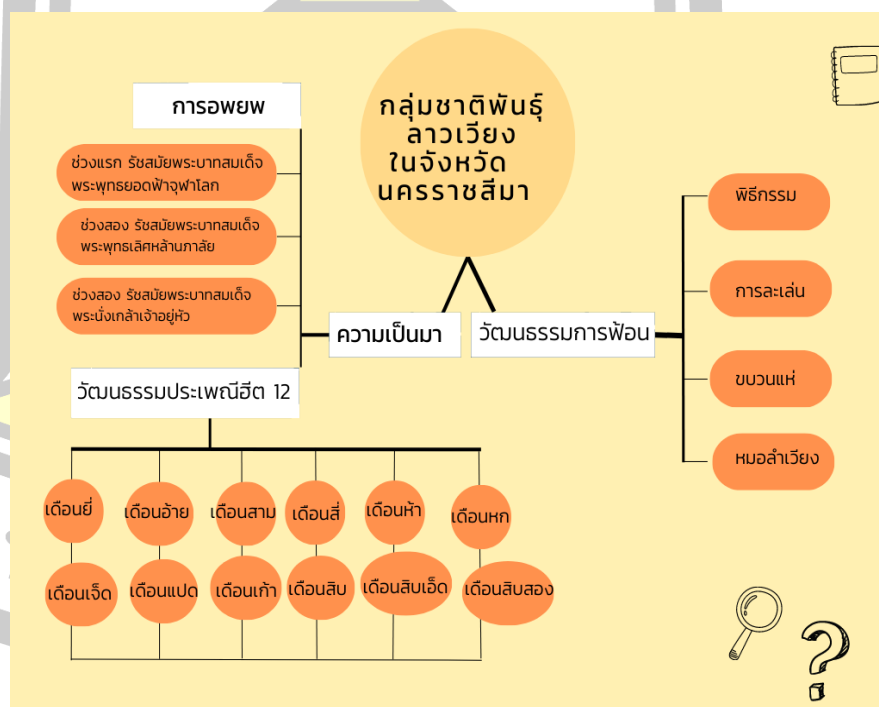 กลุ่มชาติพันธุ์
ลาวเวียง
ในจังหวัด
นครราชสีมา
การอพยพ
ช่วงแรก รัชสมัยพระบาทสมเด็จ
พระพุทธยอดฟ้าจุฬาโลก
ช่วงสอง รัชสมัยพระบาทสมเด็จ
พระพุทธเลิศหล้านภาลัย
ช่วงสอง รัชสมัยพระบาทสมเด็จ
พระนั่งเกล้าเจ้าอยู่หัว
ความเป็นมา
วัฒนธรรมการฟ้อน
พิธีกรรม
การละเล่น
ขบวนแห่
หมอลำเวียง
วัฒนธรรมประเพณีฮีต 12
เดือนยี่
เดือนอ้าย
เดือนสาม
เดือนสี่
เดือนห้า
เดือนหก
เดือนเจ็ด
เดือนแปด
เดือนเก้า
เดือนสิบ
เดือนสิบเอ็ด
เดือนสิบสอง